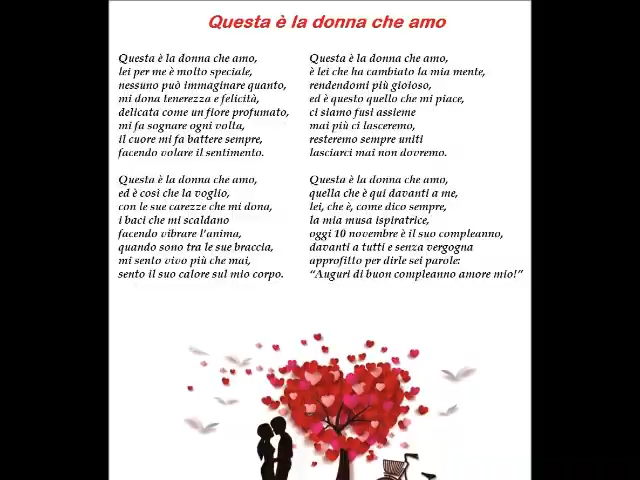 Questa è la donna che amo
Questa è la donna che amo,
lei per me è molto speciale,
nessuno può immaginare quanto,
mi dona tenerezza e felicità,
delicata come un fiore profumato,
mi fa sognare ogni volta,
il cuore mi fa battere sempre,
facendo volare il sentimento.
Questa è la donna che amo,
ed è così che la voglio,
con le sue carezze che mi dona,
i baci che mi scaldano
facendo vibrare l'anima,
quando sono tra le sue braccia,
mi sento vivo più che mai,
sento il suo calore sul mio corpo.
Questa è la donna che amo,
è lei che ha cambiato la mia mente,
rendendomi più gioioso,
ed è questo quello che mi piace,
ci siamo fusi assieme
mai più ci lasceremo,
resteremo sempre uniti
lasciarci mai non dovremo.
Questa è la donna che amo,
quella che è qui davanti a me,
lei, che è, come dico sempre,
la mia musa ispiratrice,
oggi 10 novembre è il suo compleanno,
davanti a tutti e senza vergogna
approfitto per dirle sei parole:
“Auguri di buon compleanno amore mio!”